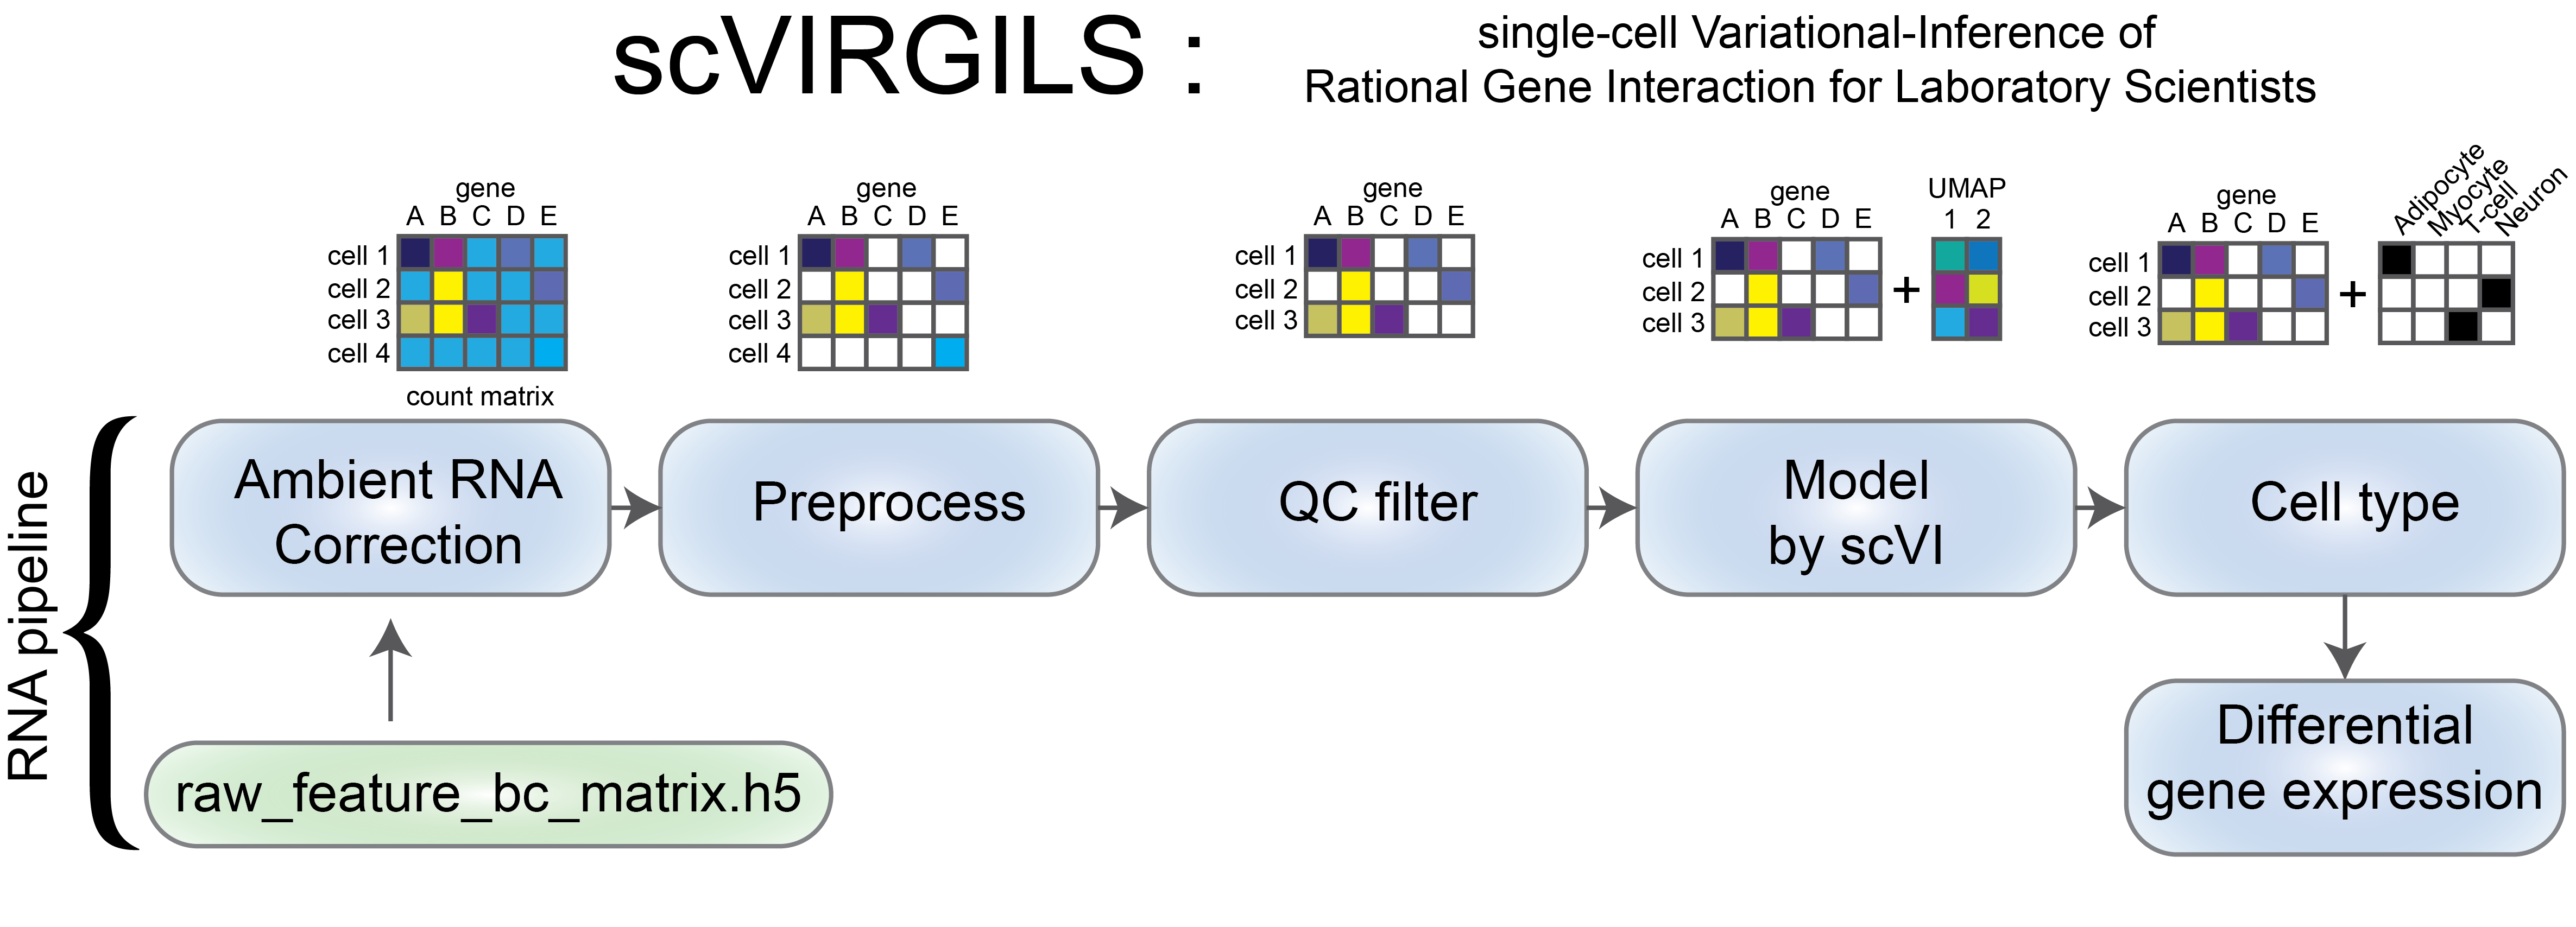 scVIRGILS :
single-cell Variational-Inference of
Rational Gene Interaction for Laboratory Scientists
gene
A B C D E
cell 1
cell 2
cell 3
cell 4
count matrix
gene
A B C D E
cell 1
cell 2
cell 3
cell 4
gene
A B C D E
cell 1
cell 2
cell 3
gene
A B C D E
cell 1
cell 2
cell 3
+
UMAP
1 2
gene
A B C D E
cell 1
cell 2
cell 3
+
Adipocyte
Myocyte
T-cell
Neuron
RNA pipeline
Ambient RNA
Correction
Preprocess
QC filter
Model
by scVI
Cell type
raw_feature_bc_matrix.h5
Differential
gene expression